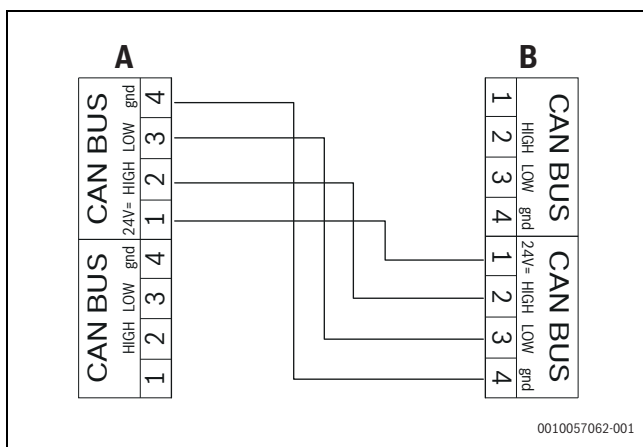 A
B
CAN BUS
gnd 4
LOW 3
HIGH 2
24V= 1
CAN BUS
gnd 4
LOW 3
HIGH 2
1
CAN BUS
1
HIGH 2
LOW 3
gnd 4
CAN BUS
24V= 1
HIGH 2
LOW 3
gnd 4
0010057062-001